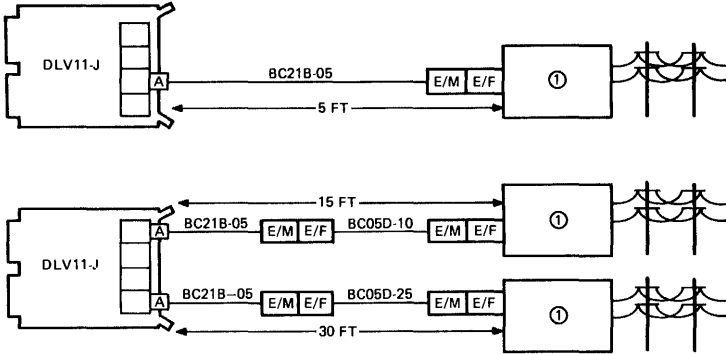 DLV11-J
A
BC21B-05
E/M E/F
①
5 FT
15 FT
DLV11-J
A
BC21B-05
E/M E/F
BC05D-10
E/M E/F
①
A
BC21B—05
E/M E/F
BC05D-25
E/M E/F
①
30 FT